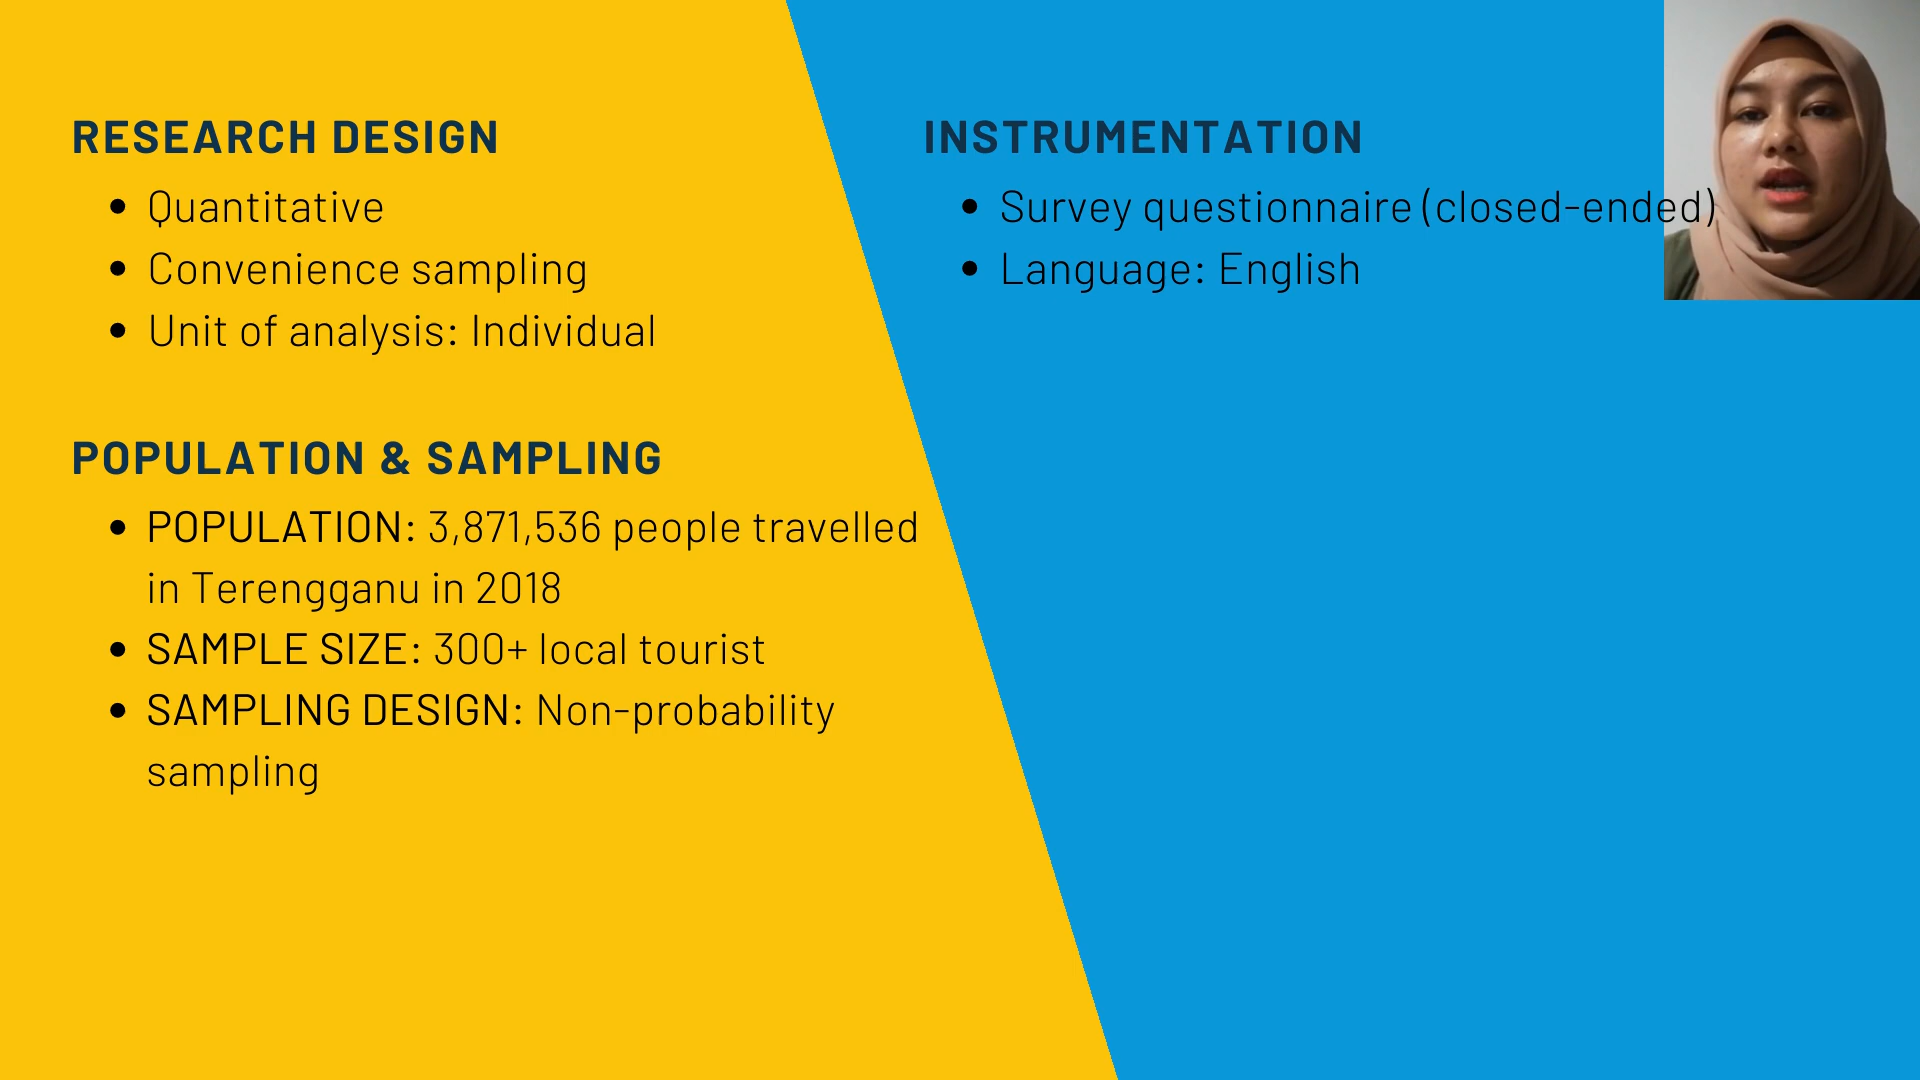 RESEARCH DESIGN
• Quantitative
• Convenience sampling
• Unit of analysis: Individual
POPULATION & SAMPLING
• POPULATION: 3,871,536 people travelled
in Terengganu in 2018
• SAMPLE SIZE: 300+ local tourist
• SAMPLING DESIGN: Non-probability
sampling
INSTRUMENTATION
• Survey questionnaire (closed-ended)
• Language: English